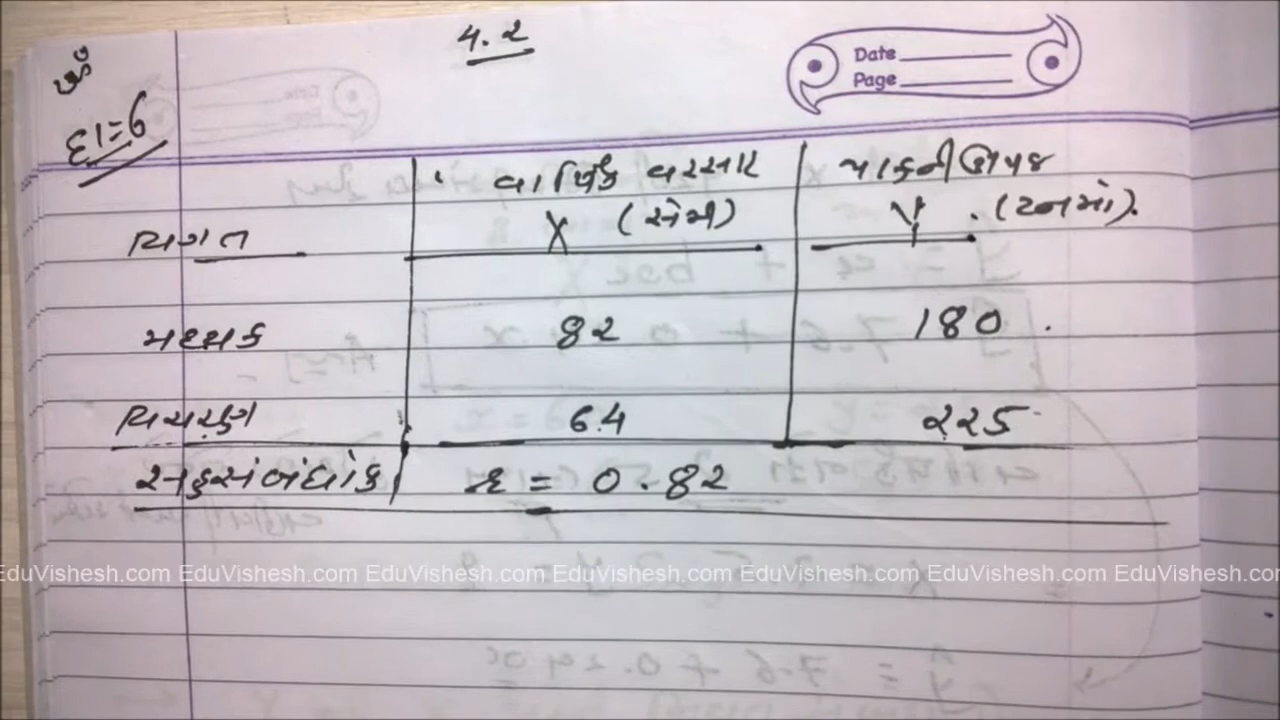 4.2
Date
Page
દા=6
વાર્ષિક વરસાદ
પાકની ઉપજ
વિગત
X (સેમી)
Y (ટનમાં).
મધ્યક
82
180
વિચરણ
64
225
સહસંબંધાંક
r = 0.82
EduVishesh.com EduVishesh.com EduVishesh.com EduVishesh.com EduVishesh.com EduVishesh.com EduVishesh.com